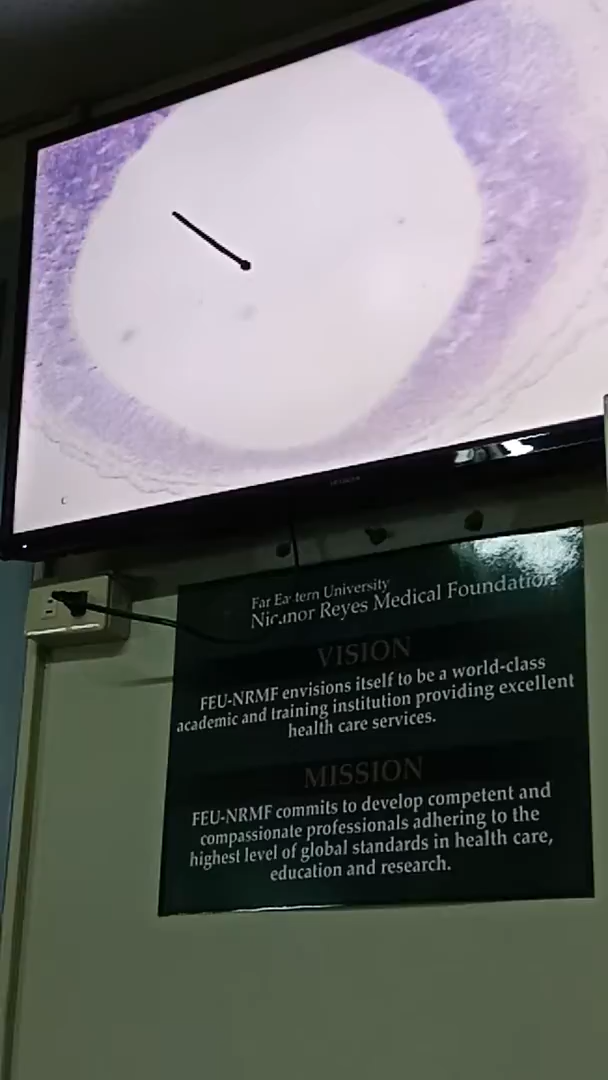 Far Eastern University
Nicanor Reyes Medical Foundation
VISION
FEU-NRMF envisions itself to be a world-class
academic and training institution providing excellent
health care services.
MISSION
FEU-NRMF commits to develop competent and
compassionate professionals adhering to the
highest level of global standards in health care,
education and research.